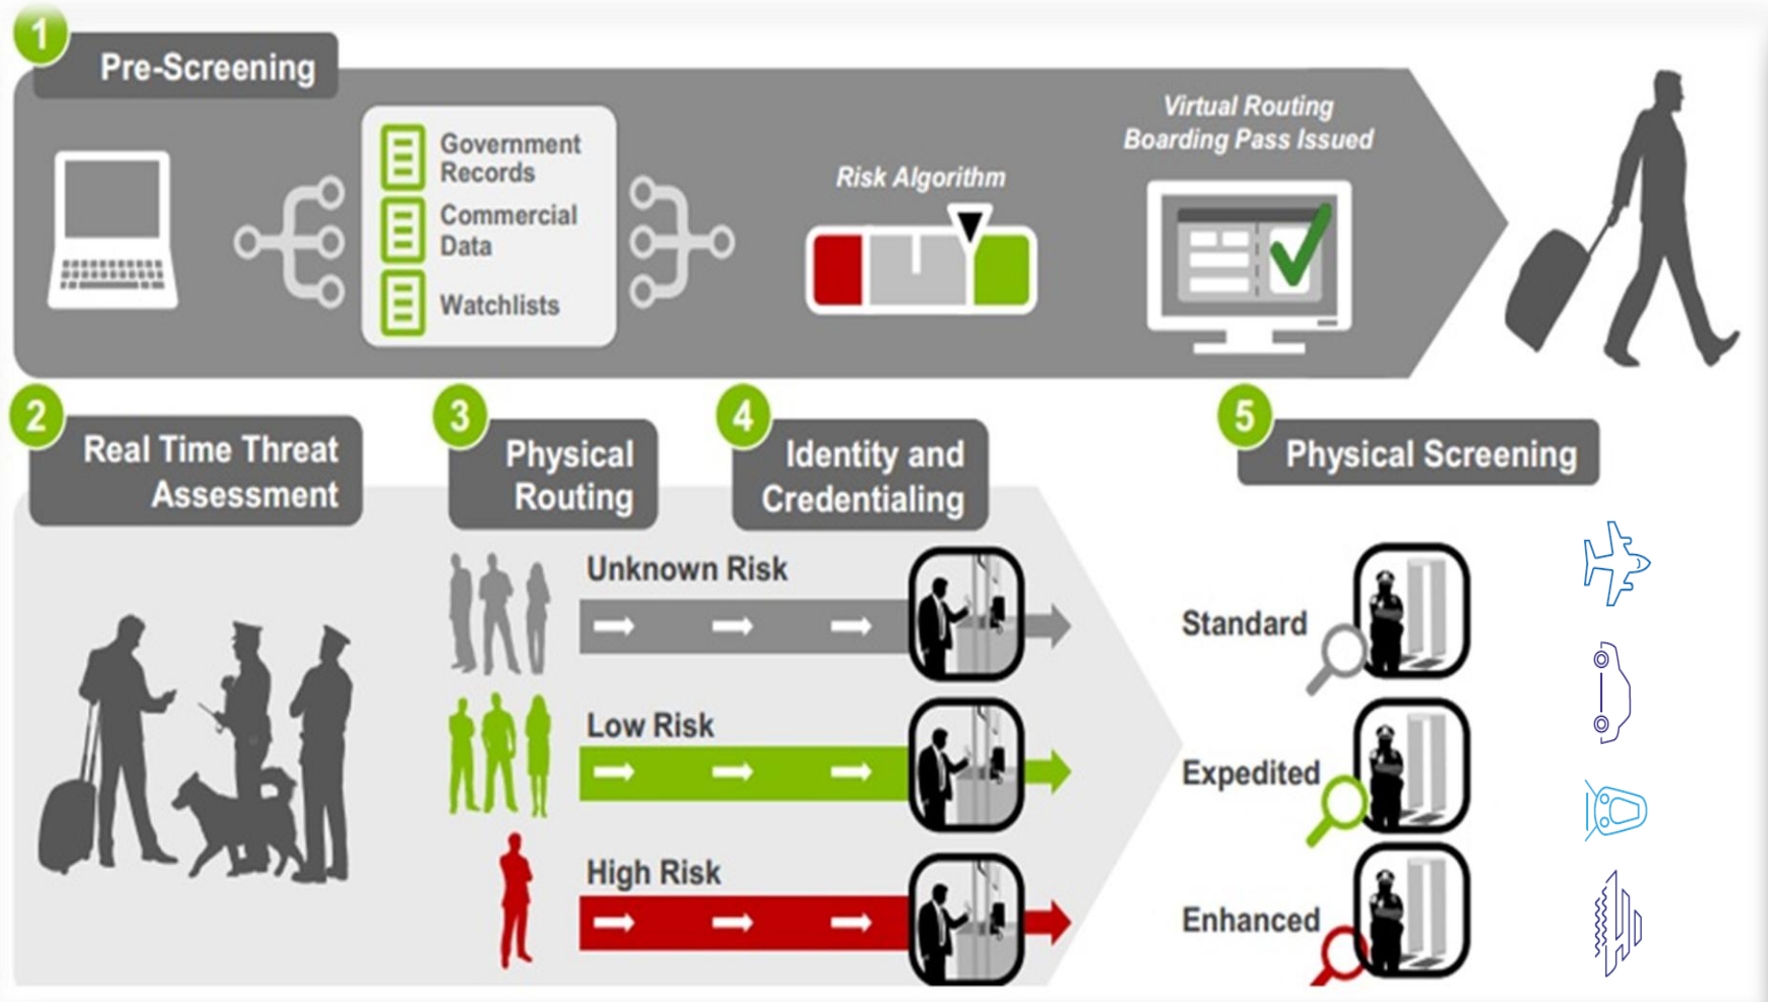 1
Pre-Screening
Government
Records
Commercial
Data
Watchlists
Risk Algorithm
Virtual Routing
Boarding Pass Issued
2
Real Time Threat
Assessment
3
Physical
Routing
4
Identity and
Credentialing
5
Physical Screening
Unknown Risk
Low Risk
High Risk
Standard
Expedited
Enhanced